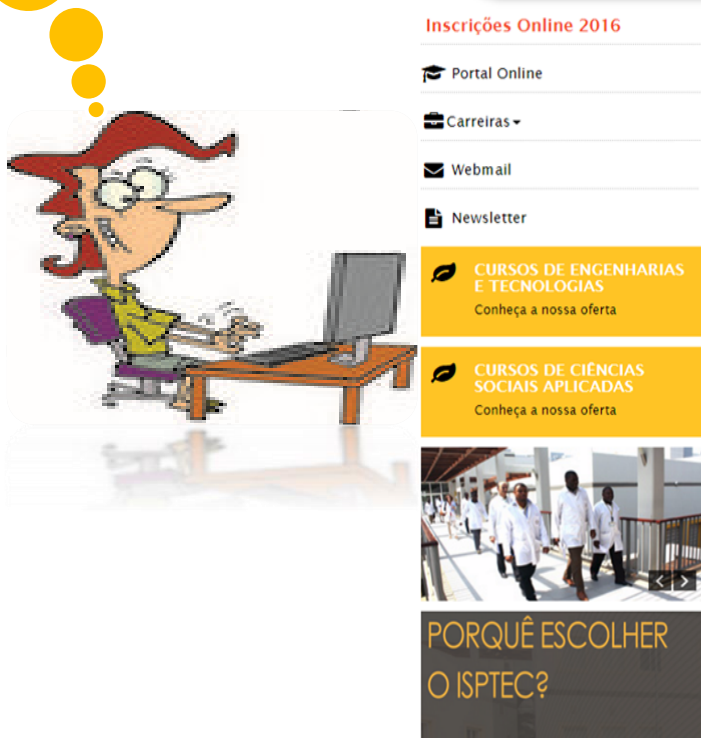 Inscrições Online 2016
Portal Online
Carreiras
Webmail
Newsletter
CURSOS DE ENGENHARIAS
E TECNOLOGIAS
Conheça a nossa oferta
CURSOS DE CIÊNCIAS
SOCIAIS APLICADAS
Conheça a nossa oferta
PORQUÊ ESCOLHER
O ISPTEC?